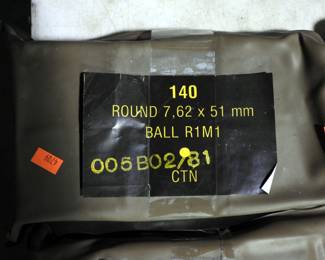 140
ROUND 7,62 x 51 mm
BALL R1M1
005B02/81
CTN